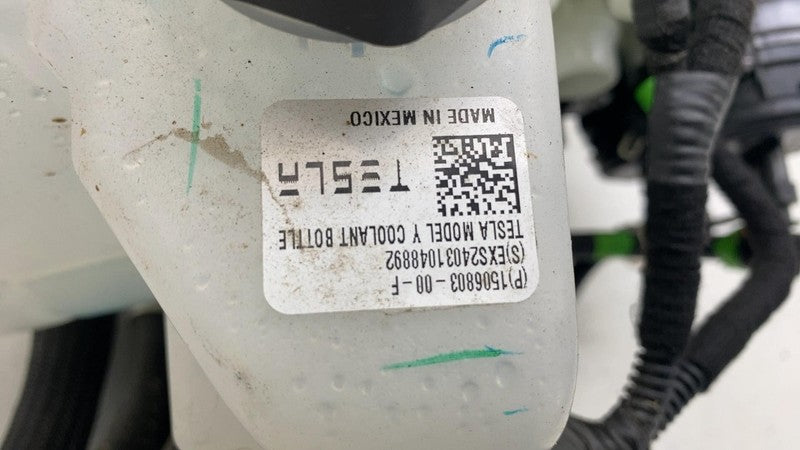 (P)1506803-00-F
(S)EXS24031048892
TESLA MODEL Y COOLANT BOTTLE
TESLA
MADE IN MEXICO